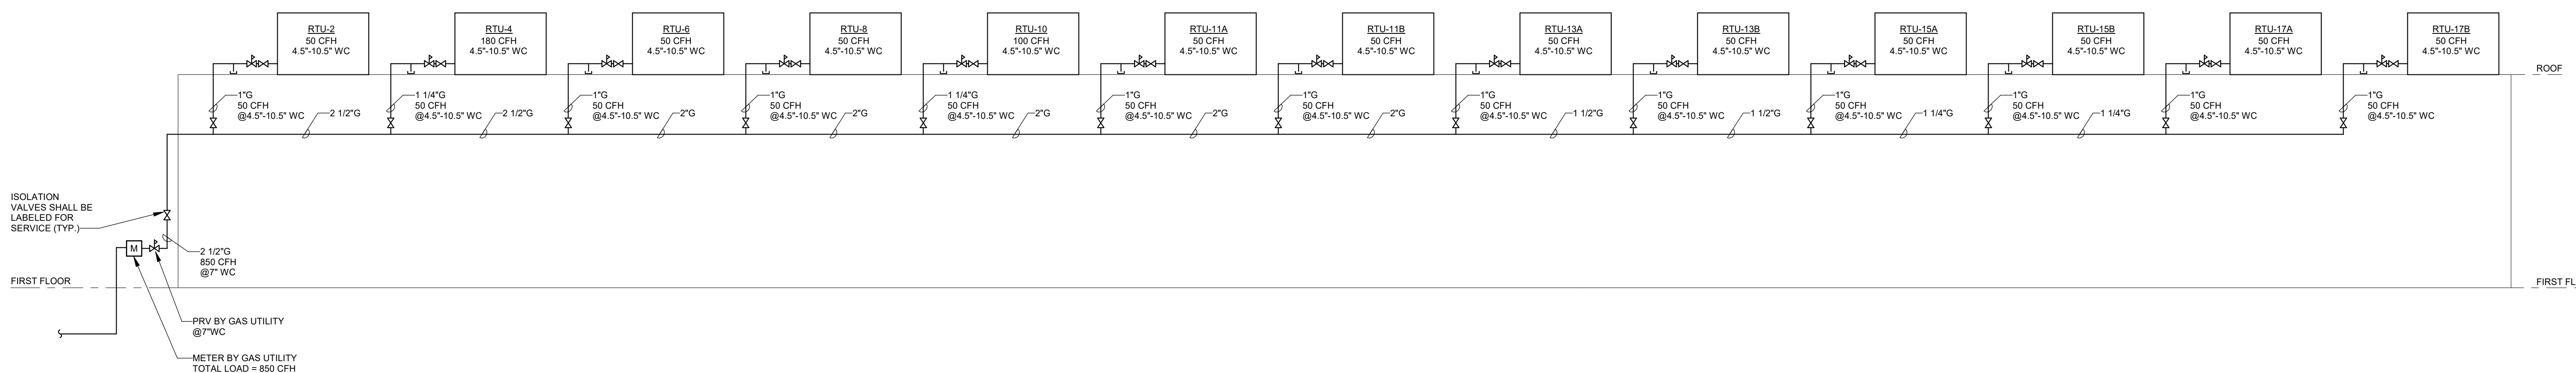 RTU-2
50 CFH
4.5"-10.5" WC
RTU-4
180 CFH
4.5"-10.5" WC
RTU-6
50 CFH
4.5"-10.5" WC
RTU-8
50 CFH
4.5"-10.5" WC
RTU-10
100 CFH
4.5"-10.5" WC
RTU-11A
50 CFH
4.5"-10.5" WC
RTU-11B
50 CFH
4.5"-10.5" WC
RTU-13A
50 CFH
4.5"-10.5" WC
RTU-13B
50 CFH
4.5"-10.5" WC
RTU-15A
50 CFH
4.5"-10.5" WC
RTU-15B
50 CFH
4.5"-10.5" WC
RTU-17A
50 CFH
4.5"-10.5" WC
RTU-17B
50 CFH
4.5"-10.5" WC
ROOF
1"G
50 CFH
@4.5"-10.5" WC
2 1/2"G
1 1/4"G
50 CFH
@4.5"-10.5" WC
2 1/2"G
1"G
50 CFH
@4.5"-10.5" WC
2"G
1"G
50 CFH
@4.5"-10.5" WC
2"G
1 1/4"G
50 CFH
@4.5"-10.5" WC
2"G
1"G
50 CFH
@4.5"-10.5" WC
2"G
1"G
50 CFH
@4.5"-10.5" WC
2"G
1"G
50 CFH
@4.5"-10.5" WC
1 1/2"G
1"G
50 CFH
@4.5"-10.5" WC
1 1/2"G
1"G
50 CFH
@4.5"-10.5" WC
1 1/4"G
1"G
50 CFH
@4.5"-10.5" WC
1 1/4"G
1"G
50 CFH
@4.5"-10.5" WC
1"G
50 CFH
@4.5"-10.5" WC
ISOLATION
VALVES SHALL BE
LABELED FOR
SERVICE (TYP.)
M
2 1/2"G
850 CFH
@7" WC
FIRST FLOOR
FIRST FL
PRV BY GAS UTILITY
@7"WC
METER BY GAS UTILITY
TOTAL LOAD = 850 CFH